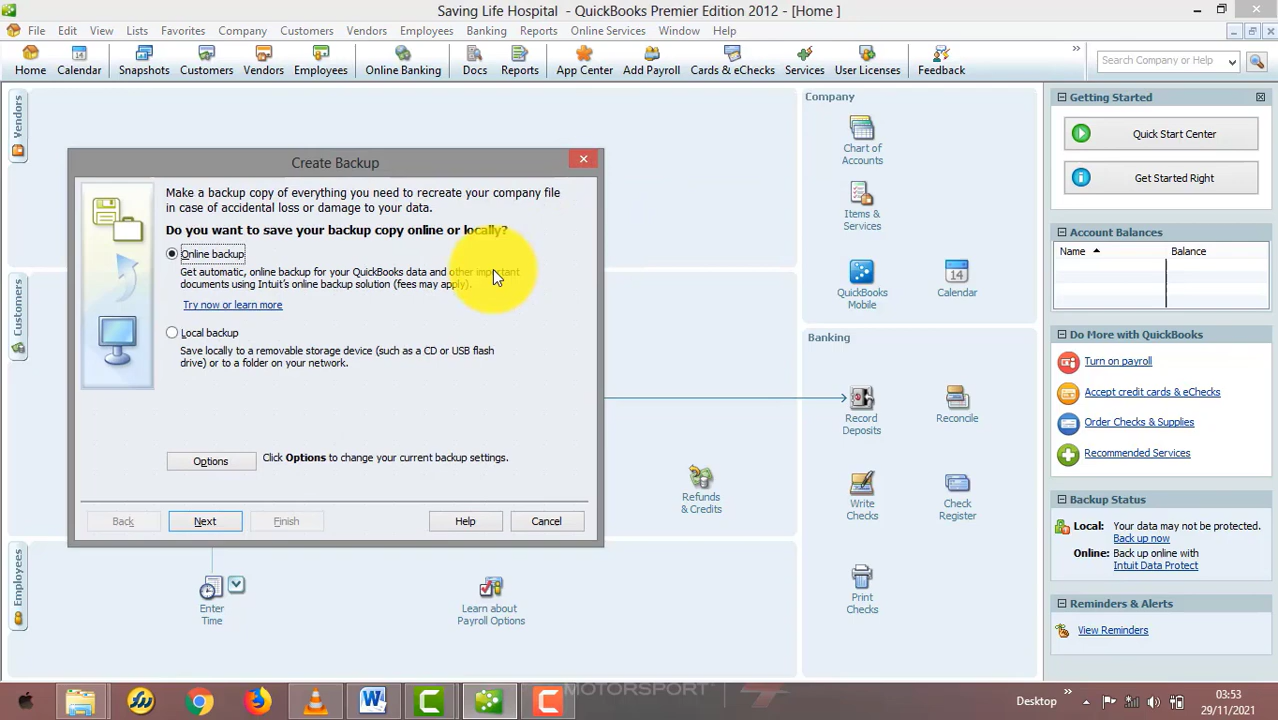 Saving Life Hospital - QuickBooks Premier Edition 2012 - [Home ]
File Edit View Lists Favorites Company Customers Vendors Employees Banking Reports Online Services Window Help
Home Calendar Snapshots Customers Vendors Employees Online Banking Docs Reports App Center Add Payroll Cards & eChecks Services User Licenses Feedback
Search Company or Help
Vendors
Customers
Employees
Create Backup
Make a backup copy of everything you need to recreate your company file
in case of accidental loss or damage to your data.
Do you want to save your backup copy online or locally?
Online backup
Get automatic, online backup for your QuickBooks data and other important
documents using Intuit's online backup solution (fees may apply).
Try now or learn more
Local backup
Save locally to a removable storage device (such as a CD or USB flash
drive) or to a folder on your network.
Options Click Options to change your current backup settings.
Back Next Finish Help Cancel
Refunds
& Credits
Enter
Time
Learn about
Payroll Options
Company
Chart of
Accounts
Items &
Services
QuickBooks
Mobile
Calendar
Banking
Record
Deposits
Reconcile
Write
Checks
Check
Register
Print
Checks
Getting Started
Quick Start Center
Get Started Right
Account Balances
Name Balance
Do More with QuickBooks
Turn on payroll
Accept credit cards & eChecks
Order Checks & Supplies
Recommended Services
Backup Status
Local: Your data may not be protected.
Back up now
Online: Back up online with
Intuit Data Protect
Reminders & Alerts
View Reminders
MOTORSPORT
Desktop
03:53
29/11/2021